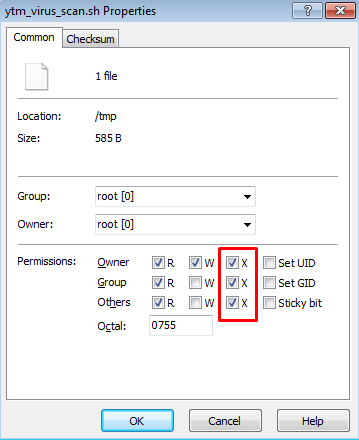 ytm_virus_scan.sh Properties
Common Checksum
1 file
Location: /tmp
Size: 585 B
Group: root [0]
Owner: root [0]
Permissions: Owner R W X Set UID
Group R W X Set GID
Others R W X Sticky bit
Octal: 0755
OK Cancel Help